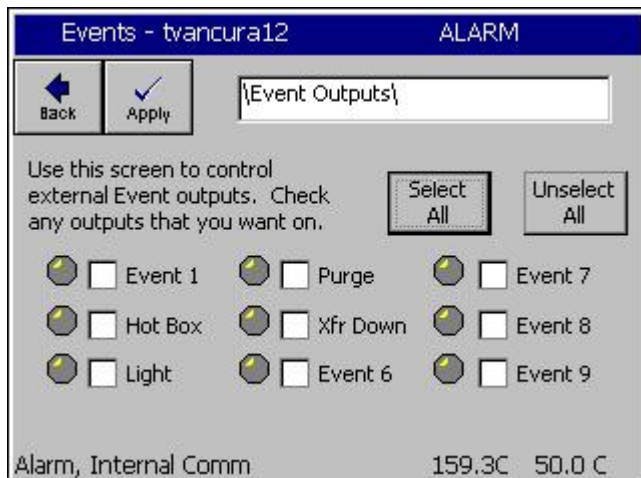 Events - tvancura12 ALARM
Back Apply \Event Outputs\
Use this screen to control
external Event outputs. Check
any outputs that you want on.
Select
All
Unselect
All
Event 1 Purge Event 7
Hot Box Xfr Down Event 8
Light Event 6 Event 9
Alarm, Internal Comm 159.3C 50.0 C